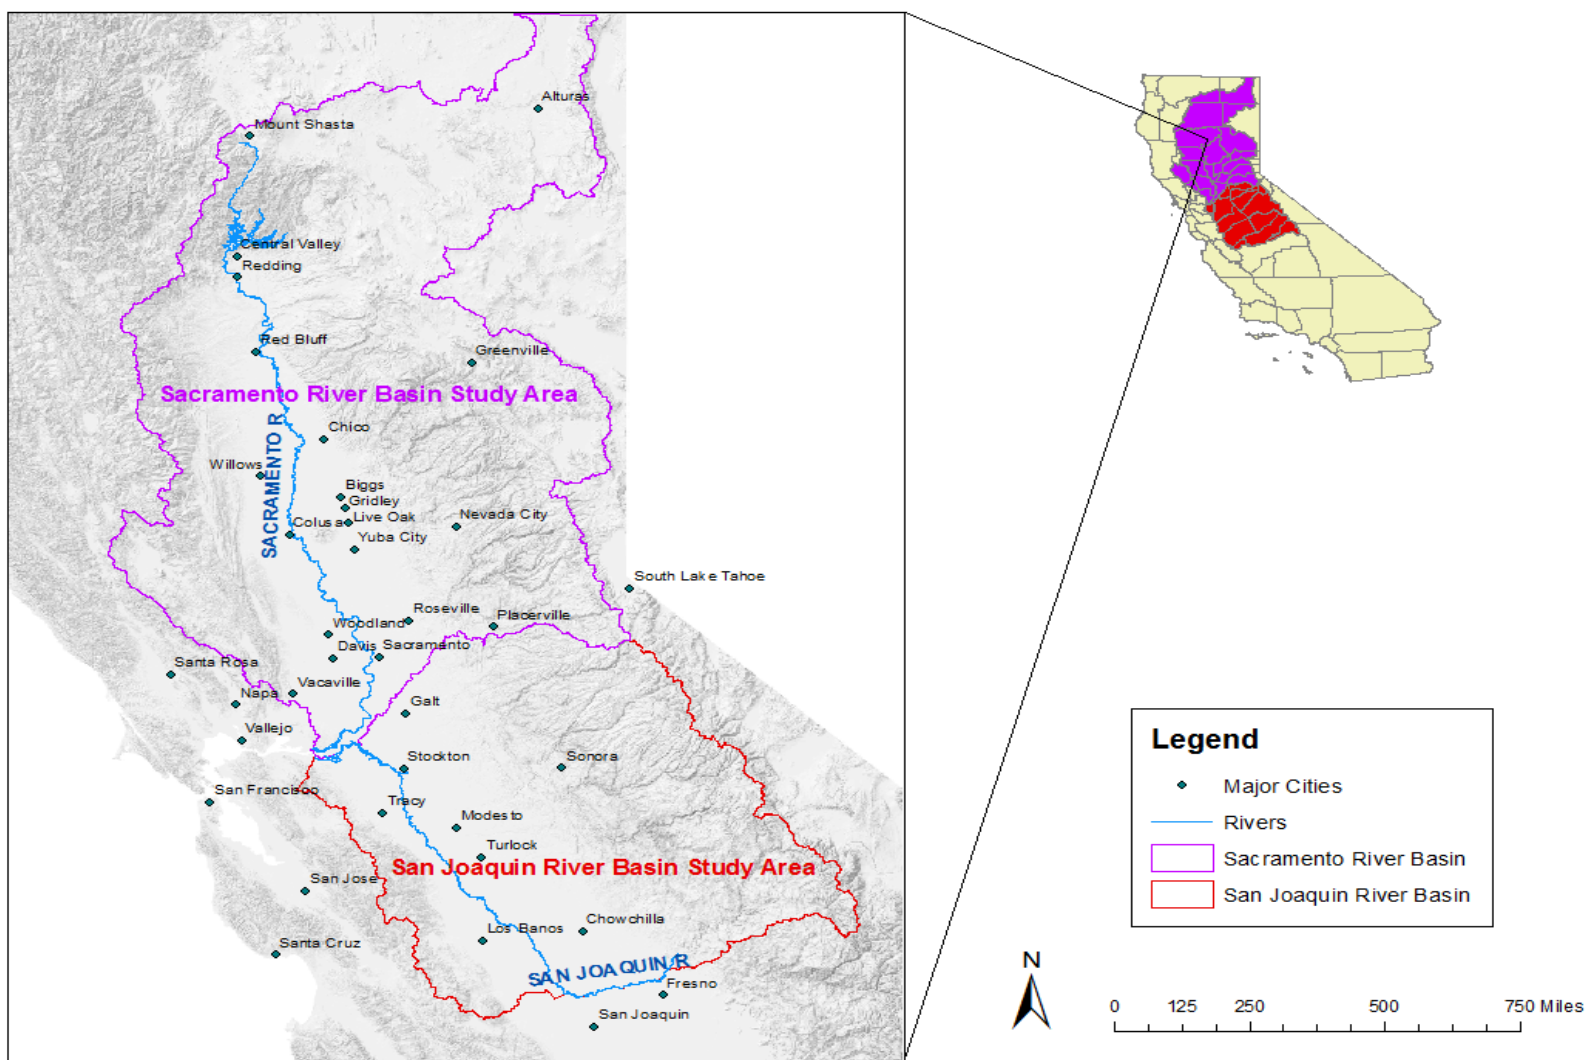 Alturas
Mount Shasta
Central Valley
Redding
Red Bluff
Greenville
Sacramento River Basin Study Area
SACRAMENTO R
Chico
Willows
Biggs
Gridley
Live Oak
Colusa
Nevada City
Yuba City
South Lake Tahoe
Roseville
Placerville
Woodland
Davis
Sacramento
Santa Rosa
Vacaville
Napa
Galt
Vallejo
Stockton
Sonora
San Francisco
Tracy
Modesto
Turlock
San Joaquin River Basin Study Area
San Jose
Chowchilla
Los Banos
Santa Cruz
SAN JOAQUIN R
Fresno
San Joaquin
Legend
Major Cities
Rivers
Sacramento River Basin
San Joaquin River Basin
N
0 125 250 500 750 Miles